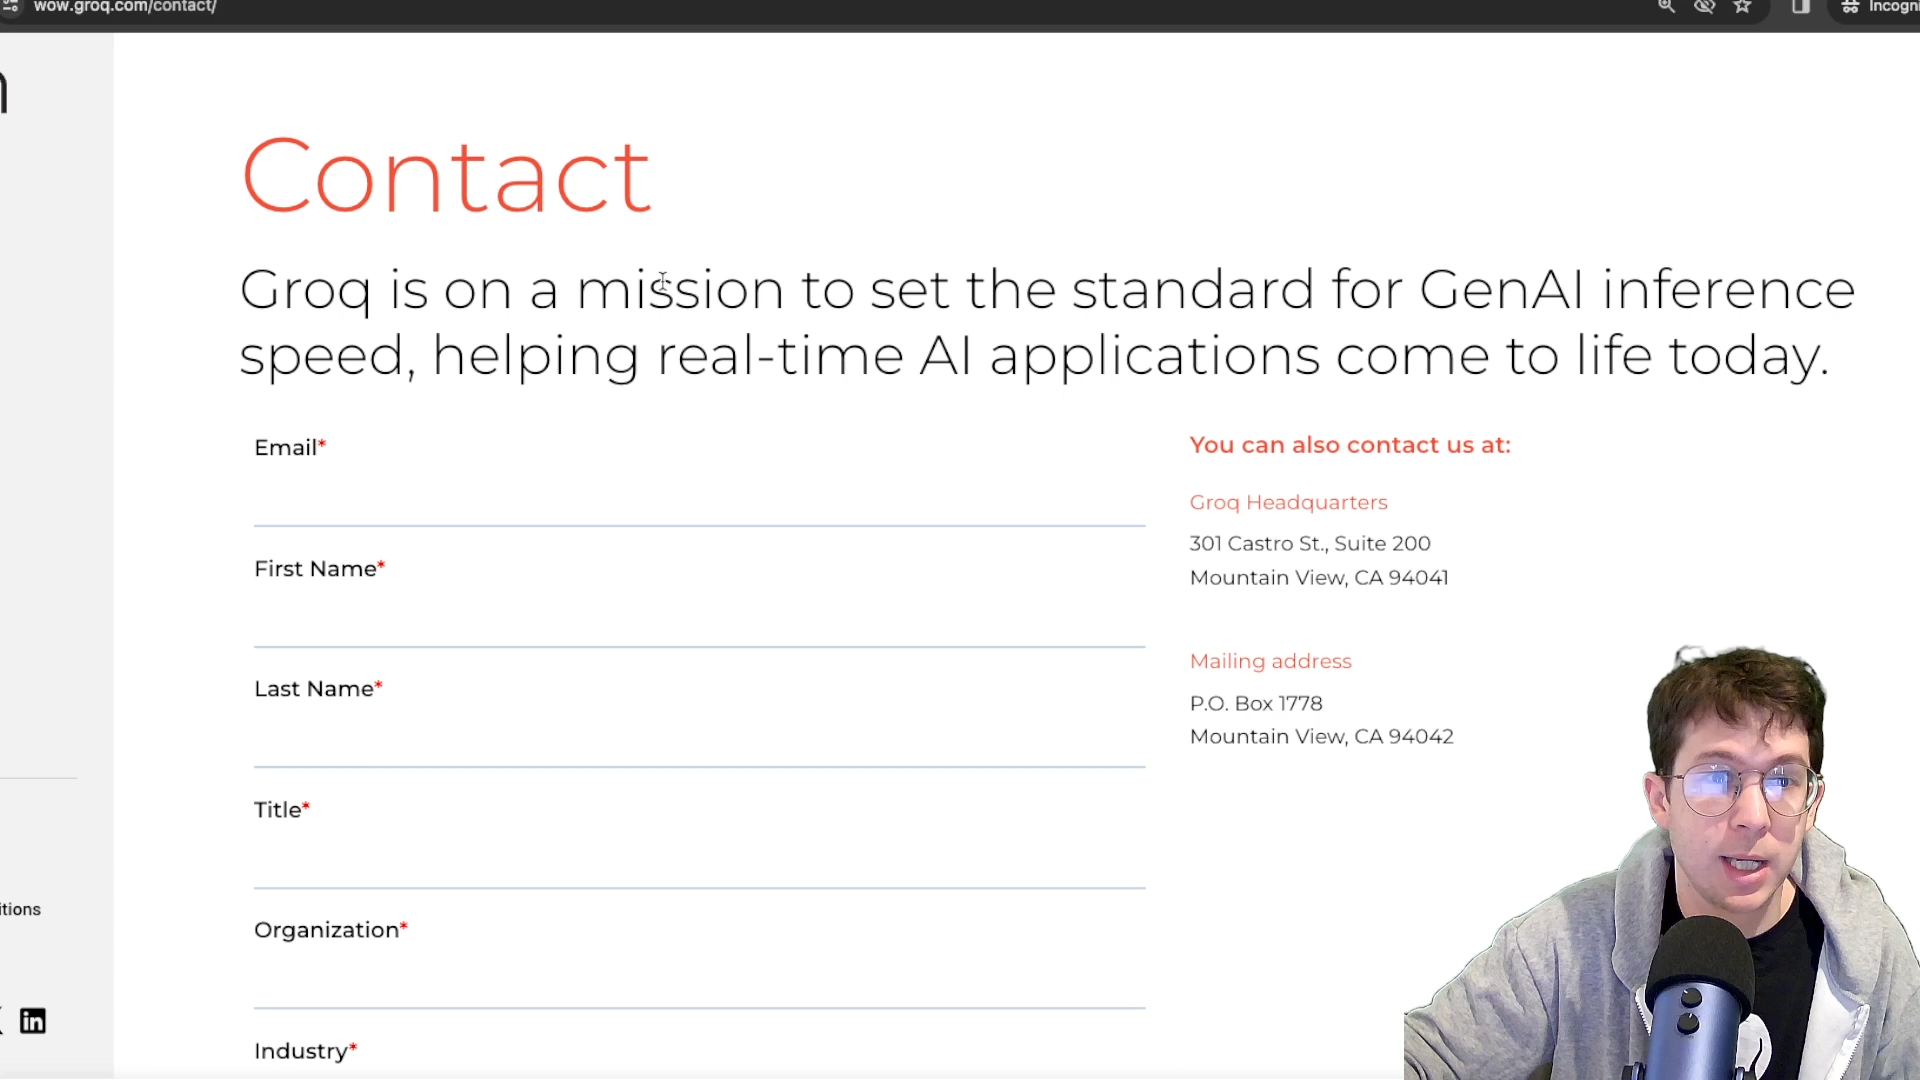 wow.groq.com/contact/
Contact
Groq is on a mission to set the standard for GenAI inference
speed, helping real-time AI applications come to life today.
Email*
First Name*
Last Name*
Title*
Organization*
Industry*
You can also contact us at:
Groq Headquarters
301 Castro St., Suite 200
Mountain View, CA 94041
Mailing address
P.O. Box 1778
Mountain View, CA 94042
itions
in